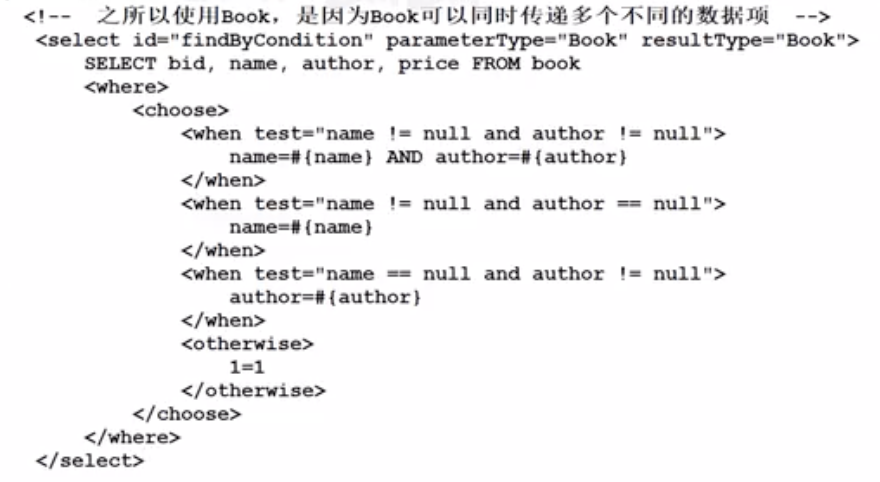 <!-- 之所以使用Book，是因为Book可以同时传递多个不同的数据项 -->
<select id="findByCondition" parameterType="Book" resultType="Book">
SELECT bid, name, author, price FROM book
<where>
<choose>
<when test="name != null and author != null">
name=#{name} AND author=#{author}
</when>
<when test="name != null and author == null">
name=#{name}
</when>
<when test="name == null and author != null">
author=#{author}
</when>
<otherwise>
1=1
</otherwise>
</choose>
</where>
</select>